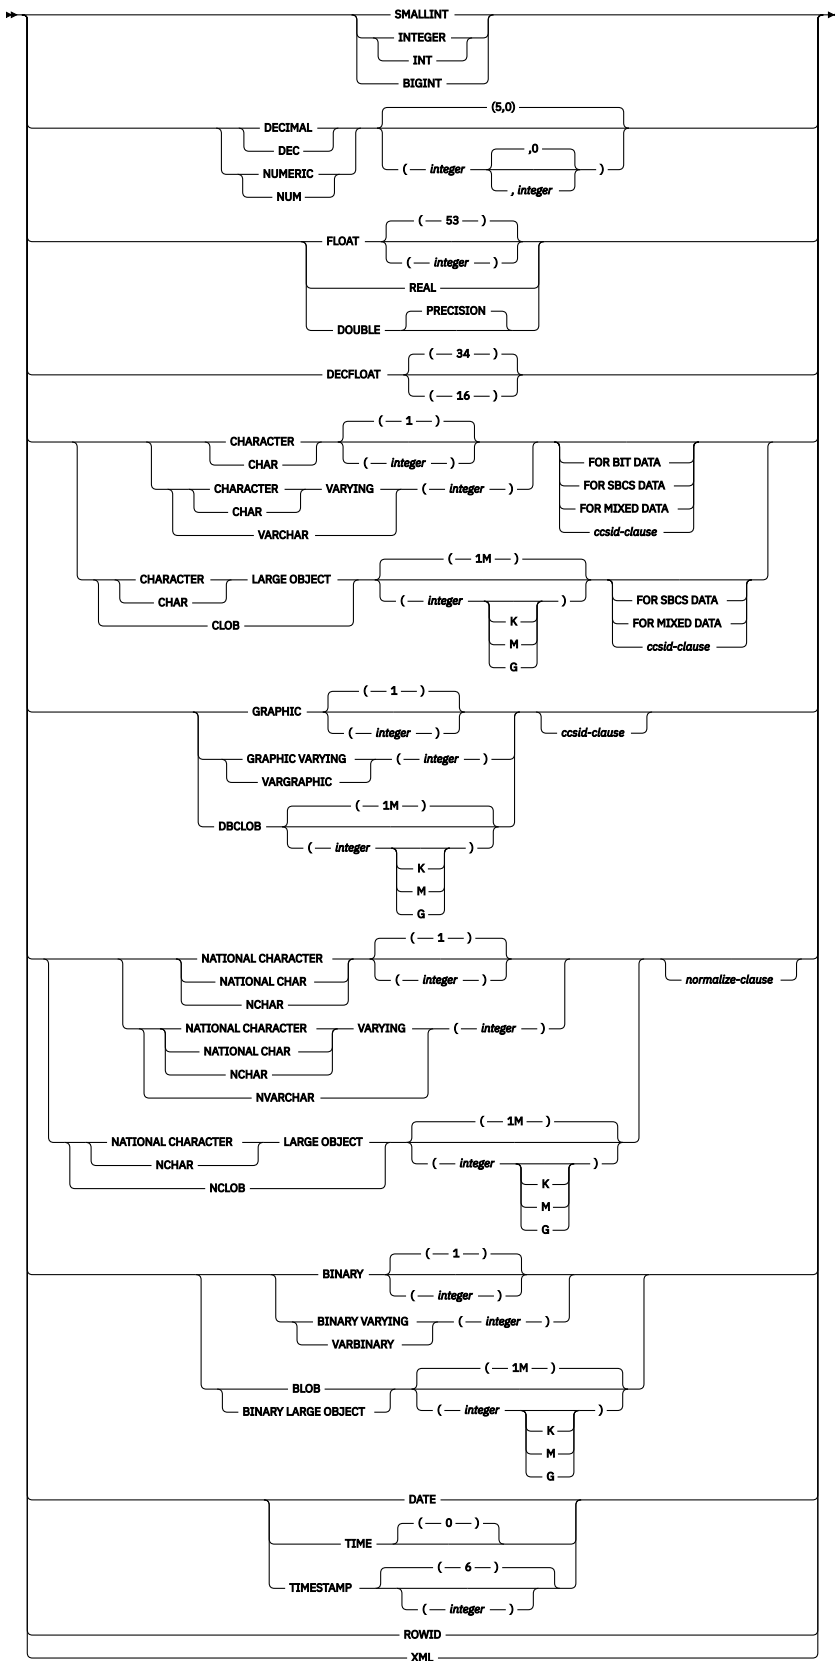 SMALLINT
INTEGER
INT
BIGINT
(5,0)
DECIMAL
DEC
NUMERIC
NUM
,0
( integer )
, integer
( 53 )
FLOAT
( integer )
REAL
PRECISION
DOUBLE
( 34 )
DECFLOAT
( 16 )
( 1 )
CHARACTER
CHAR
( integer )
FOR BIT DATA
CHARACTER VARYING ( integer )
FOR SBCS DATA
CHAR
FOR MIXED DATA
VARCHAR
ccsid-clause
( 1M )
CHARACTER LARGE OBJECT
CHAR
( integer )
FOR SBCS DATA
K
FOR MIXED DATA
CLOB
M
ccsid-clause
G
( 1 )
GRAPHIC
( integer )
ccsid-clause
GRAPHIC VARYING ( integer )
VARGRAPHIC
( 1M )
DBCLOB
( integer )
K
M
G
( 1 )
NATIONAL CHARACTER
NATIONAL CHAR
( integer )
normalize-clause
NCHAR
NATIONAL CHARACTER VARYING ( integer )
NATIONAL CHAR
NCHAR
NVARCHAR
( 1M )
NATIONAL CHARACTER LARGE OBJECT
NCHAR
( integer )
K
NCLOB
M
G
( 1 )
BINARY
( integer )
BINARY VARYING ( integer )
VARBINARY
( 1M )
BLOB
BINARY LARGE OBJECT
( integer )
K
M
G
DATE
( 0 )
TIME
( 6 )
TIMESTAMP
( integer )
ROWID
XML